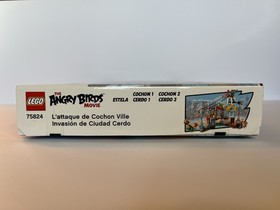 LEGO
THE
ANGRY BIRDS
MOVIE
COCHON 1 COCHON 2
ESTELA CERDO 1 CERDO 2
75824
L'attaque de Cochon Ville
Invasión de Ciudad Cerdo